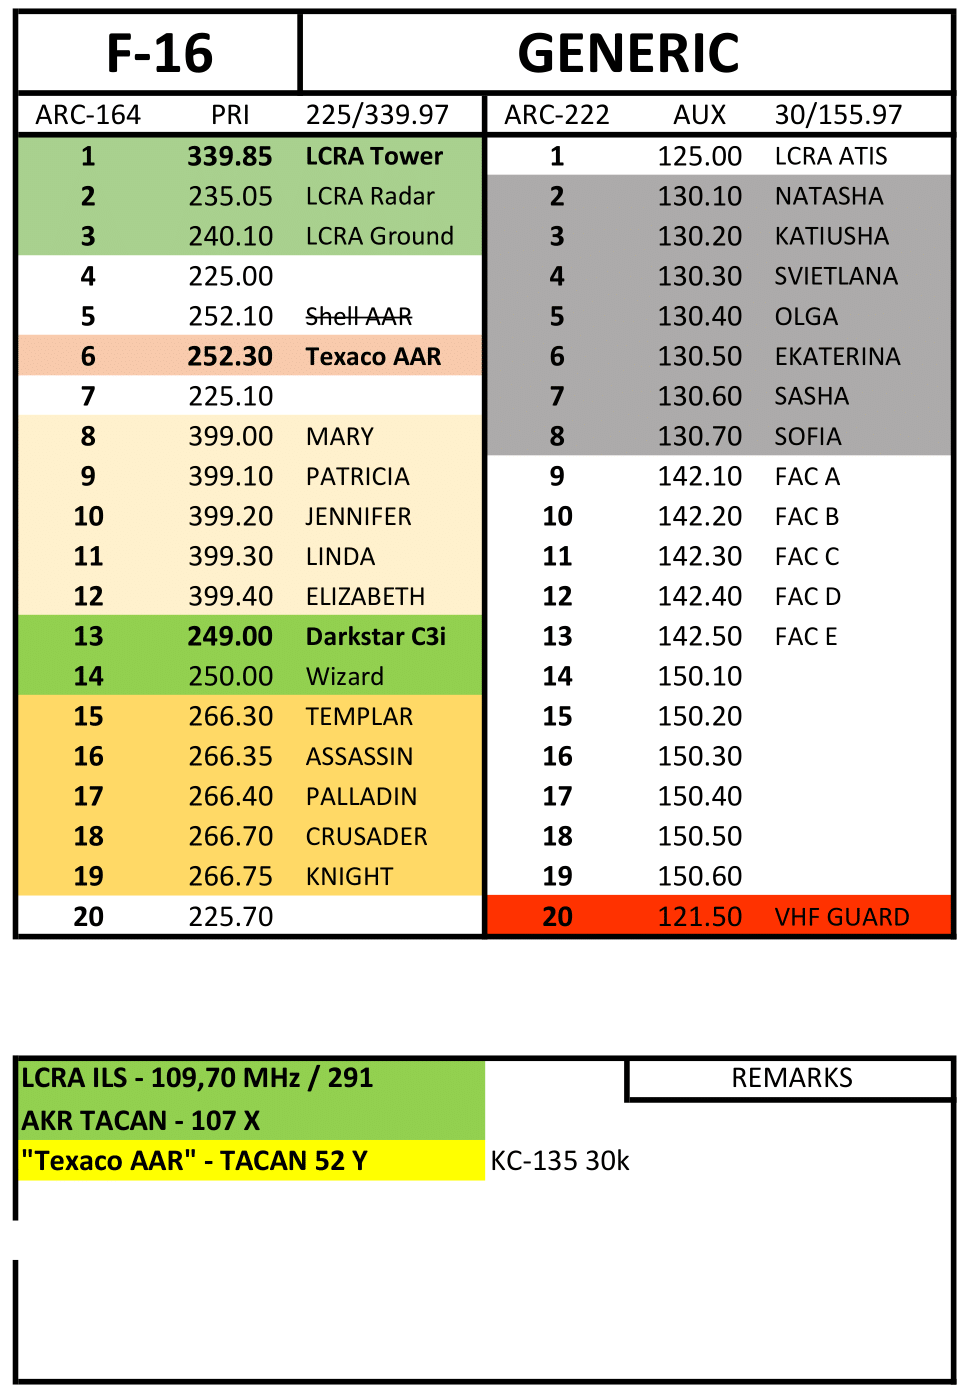 F-16 GENERIC
ARC-164 PRI 225/339.97 ARC-222 AUX 30/155.97
1 339.85 LCRA Tower 1 125.00 LCRA ATIS
2 235.05 LCRA Radar 2 130.10 NATASHA
3 240.10 LCRA Ground 3 130.20 KATIUSHA
4 225.00 4 130.30 SVIETLANA
5 252.10 Shell AAR 5 130.40 OLGA
6 252.30 Texaco AAR 6 130.50 EKATERINA
7 225.10 7 130.60 SASHA
8 399.00 MARY 8 130.70 SOFIA
9 399.10 PATRICIA 9 142.10 FAC A
10 399.20 JENNIFER 10 142.20 FAC B
11 399.30 LINDA 11 142.30 FAC C
12 399.40 ELIZABETH 12 142.40 FAC D
13 249.00 Darkstar C3i 13 142.50 FAC E
14 250.00 Wizard 14 150.10
15 266.30 TEMPLAR 15 150.20
16 266.35 ASSASSIN 16 150.30
17 266.40 PALLADIN 17 150.40
18 266.70 CRUSADER 18 150.50
19 266.75 KNIGHT 19 150.60
20 225.70 20 121.50 VHF GUARD
LCRA ILS - 109,70 MHz / 291 REMARKS
AKR TACAN - 107 X
"Texaco AAR" - TACAN 52 Y KC-135 30k